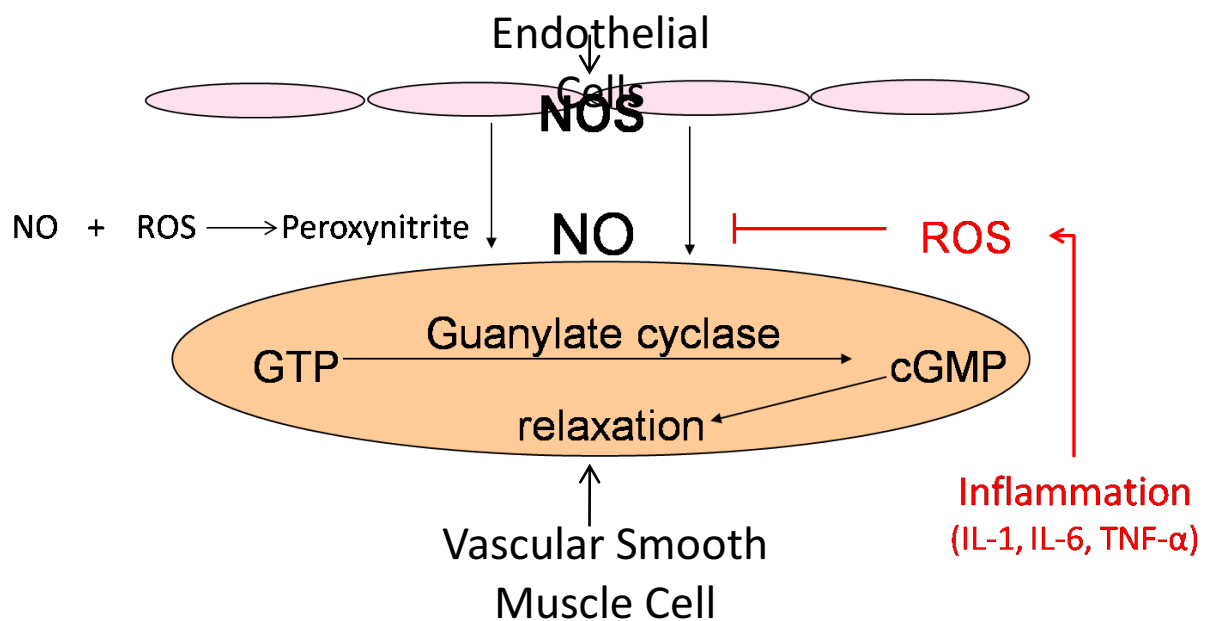 Endothelial
Cells
NOS
NO + ROS Peroxynitrite
NO
ROS
Guanylate cyclase
GTP
cGMP
relaxation
Inflammation
(IL-1, IL-6, TNF-α)
Vascular Smooth
Muscle Cell